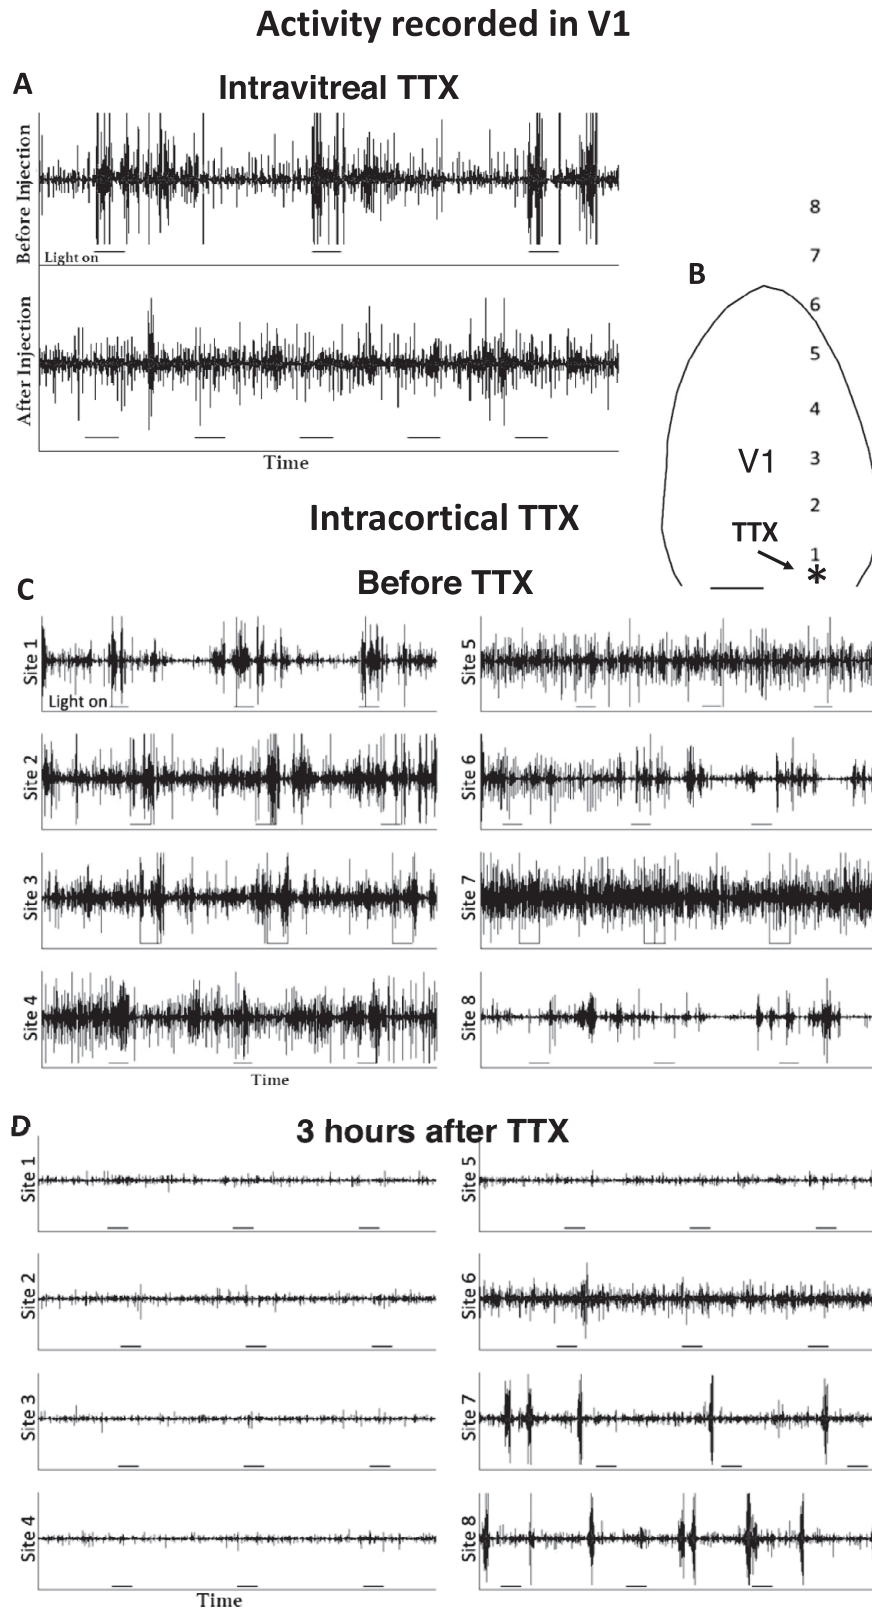 Activity recorded in V1
A
Intravitreal TTX
Before Injection
Light on
After Injection
Time
B
8
7
6
5
4
3
2
1
V1
TTX
*
Intracortical TTX
C
Before TTX
Site 1
Light on
Site 2
Site 3
Site 4
Time
Site 5
Site 6
Site 7
Site 8
D
3 hours after TTX
Site 1
Site 2
Site 3
Site 4
Time
Site 5
Site 6
Site 7
Site 8